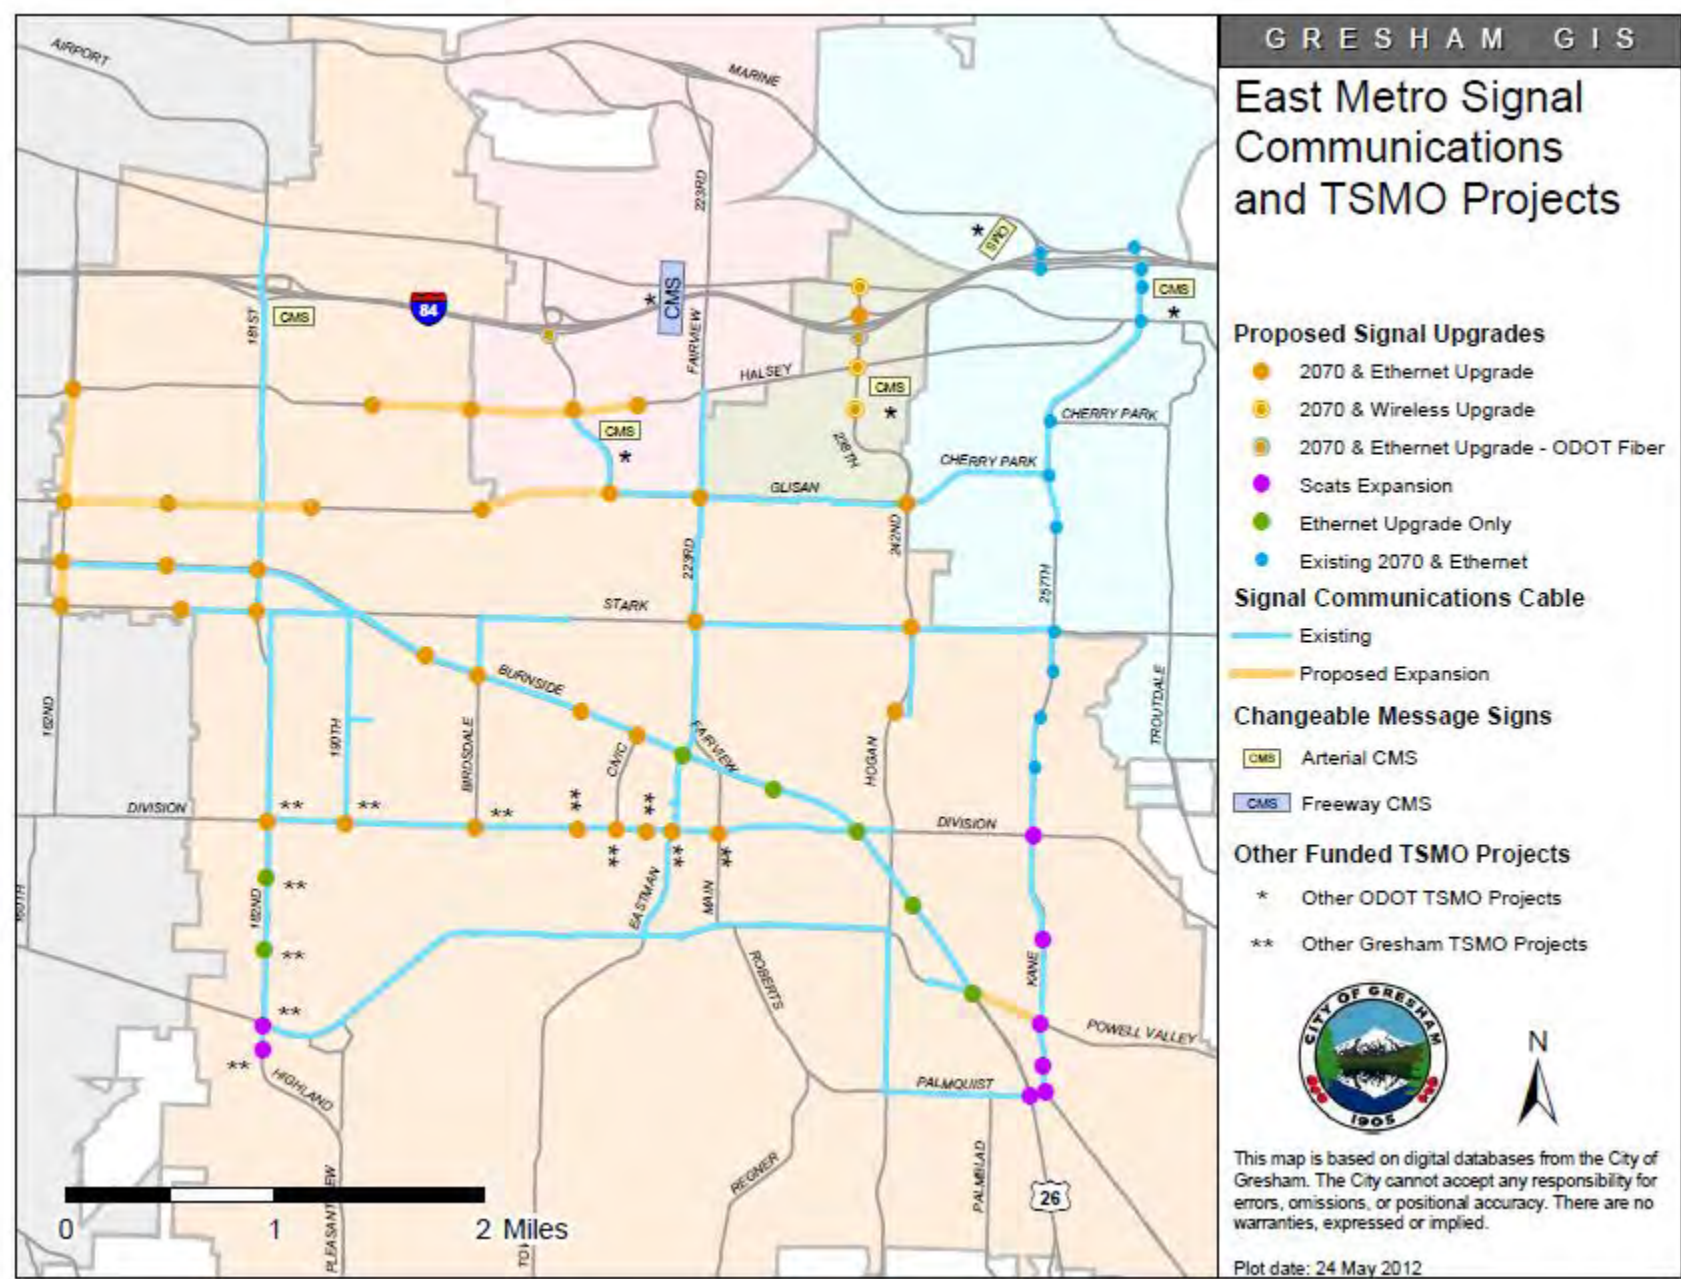 GRESHAM GIS
East Metro Signal
Communications
and TSMO Projects
Proposed Signal Upgrades
2070 & Ethernet Upgrade
2070 & Wireless Upgrade
2070 & Ethernet Upgrade - ODOT Fiber
Scats Expansion
Ethernet Upgrade Only
Existing 2070 & Ethernet
Signal Communications Cable
Existing
Proposed Expansion
Changeable Message Signs
CMS Arterial CMS
CMS Freeway CMS
Other Funded TSMO Projects
* Other ODOT TSMO Projects
** Other Gresham TSMO Projects
CITY OF GRESHAM
1905
N
This map is based on digital databases from the City of
Gresham. The City cannot accept any responsibility for
errors, omissions, or positional accuracy. There are no
warranties, expressed or implied.
Plot date: 24 May 2012
AIRPORT
MARINE
223RD
* CMS
181ST
CMS
84
* CMS
FAIRVIEW
CMS
*
HALSEY
CMS
*
CHERRY PARK
CMS
*
238TH
CHERRY PARK
GLISAN
223RD
242ND
257TH
STARK
BURNSIDE
162ND
190TH
BIRDSDALE
CIVIC
FAIRVIEW
HOGAN
TROUTDALE
DIVISION
** ** ** ** **
DIVISION
** ** **
182ND
**
**
**
**
EASTMAN
MAIN
ROBERTS
KANE
POWELL VALLEY
HIGHLAND
PALMQUIST
REGNER
PALMBLAD
26
0 1 2 Miles